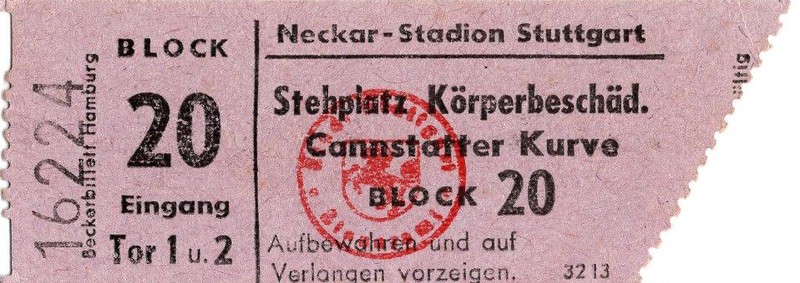 16224
Beckerbillett Hamburg
BLOCK
20
Eingang
Tor 1 u. 2
Neckar-Stadion Stuttgart
Stehplatz Körperbeschäd.
Cannstatter Kurve
BLOCK 20
Aufbewahren und auf
Verlangen vorzeigen.
3213